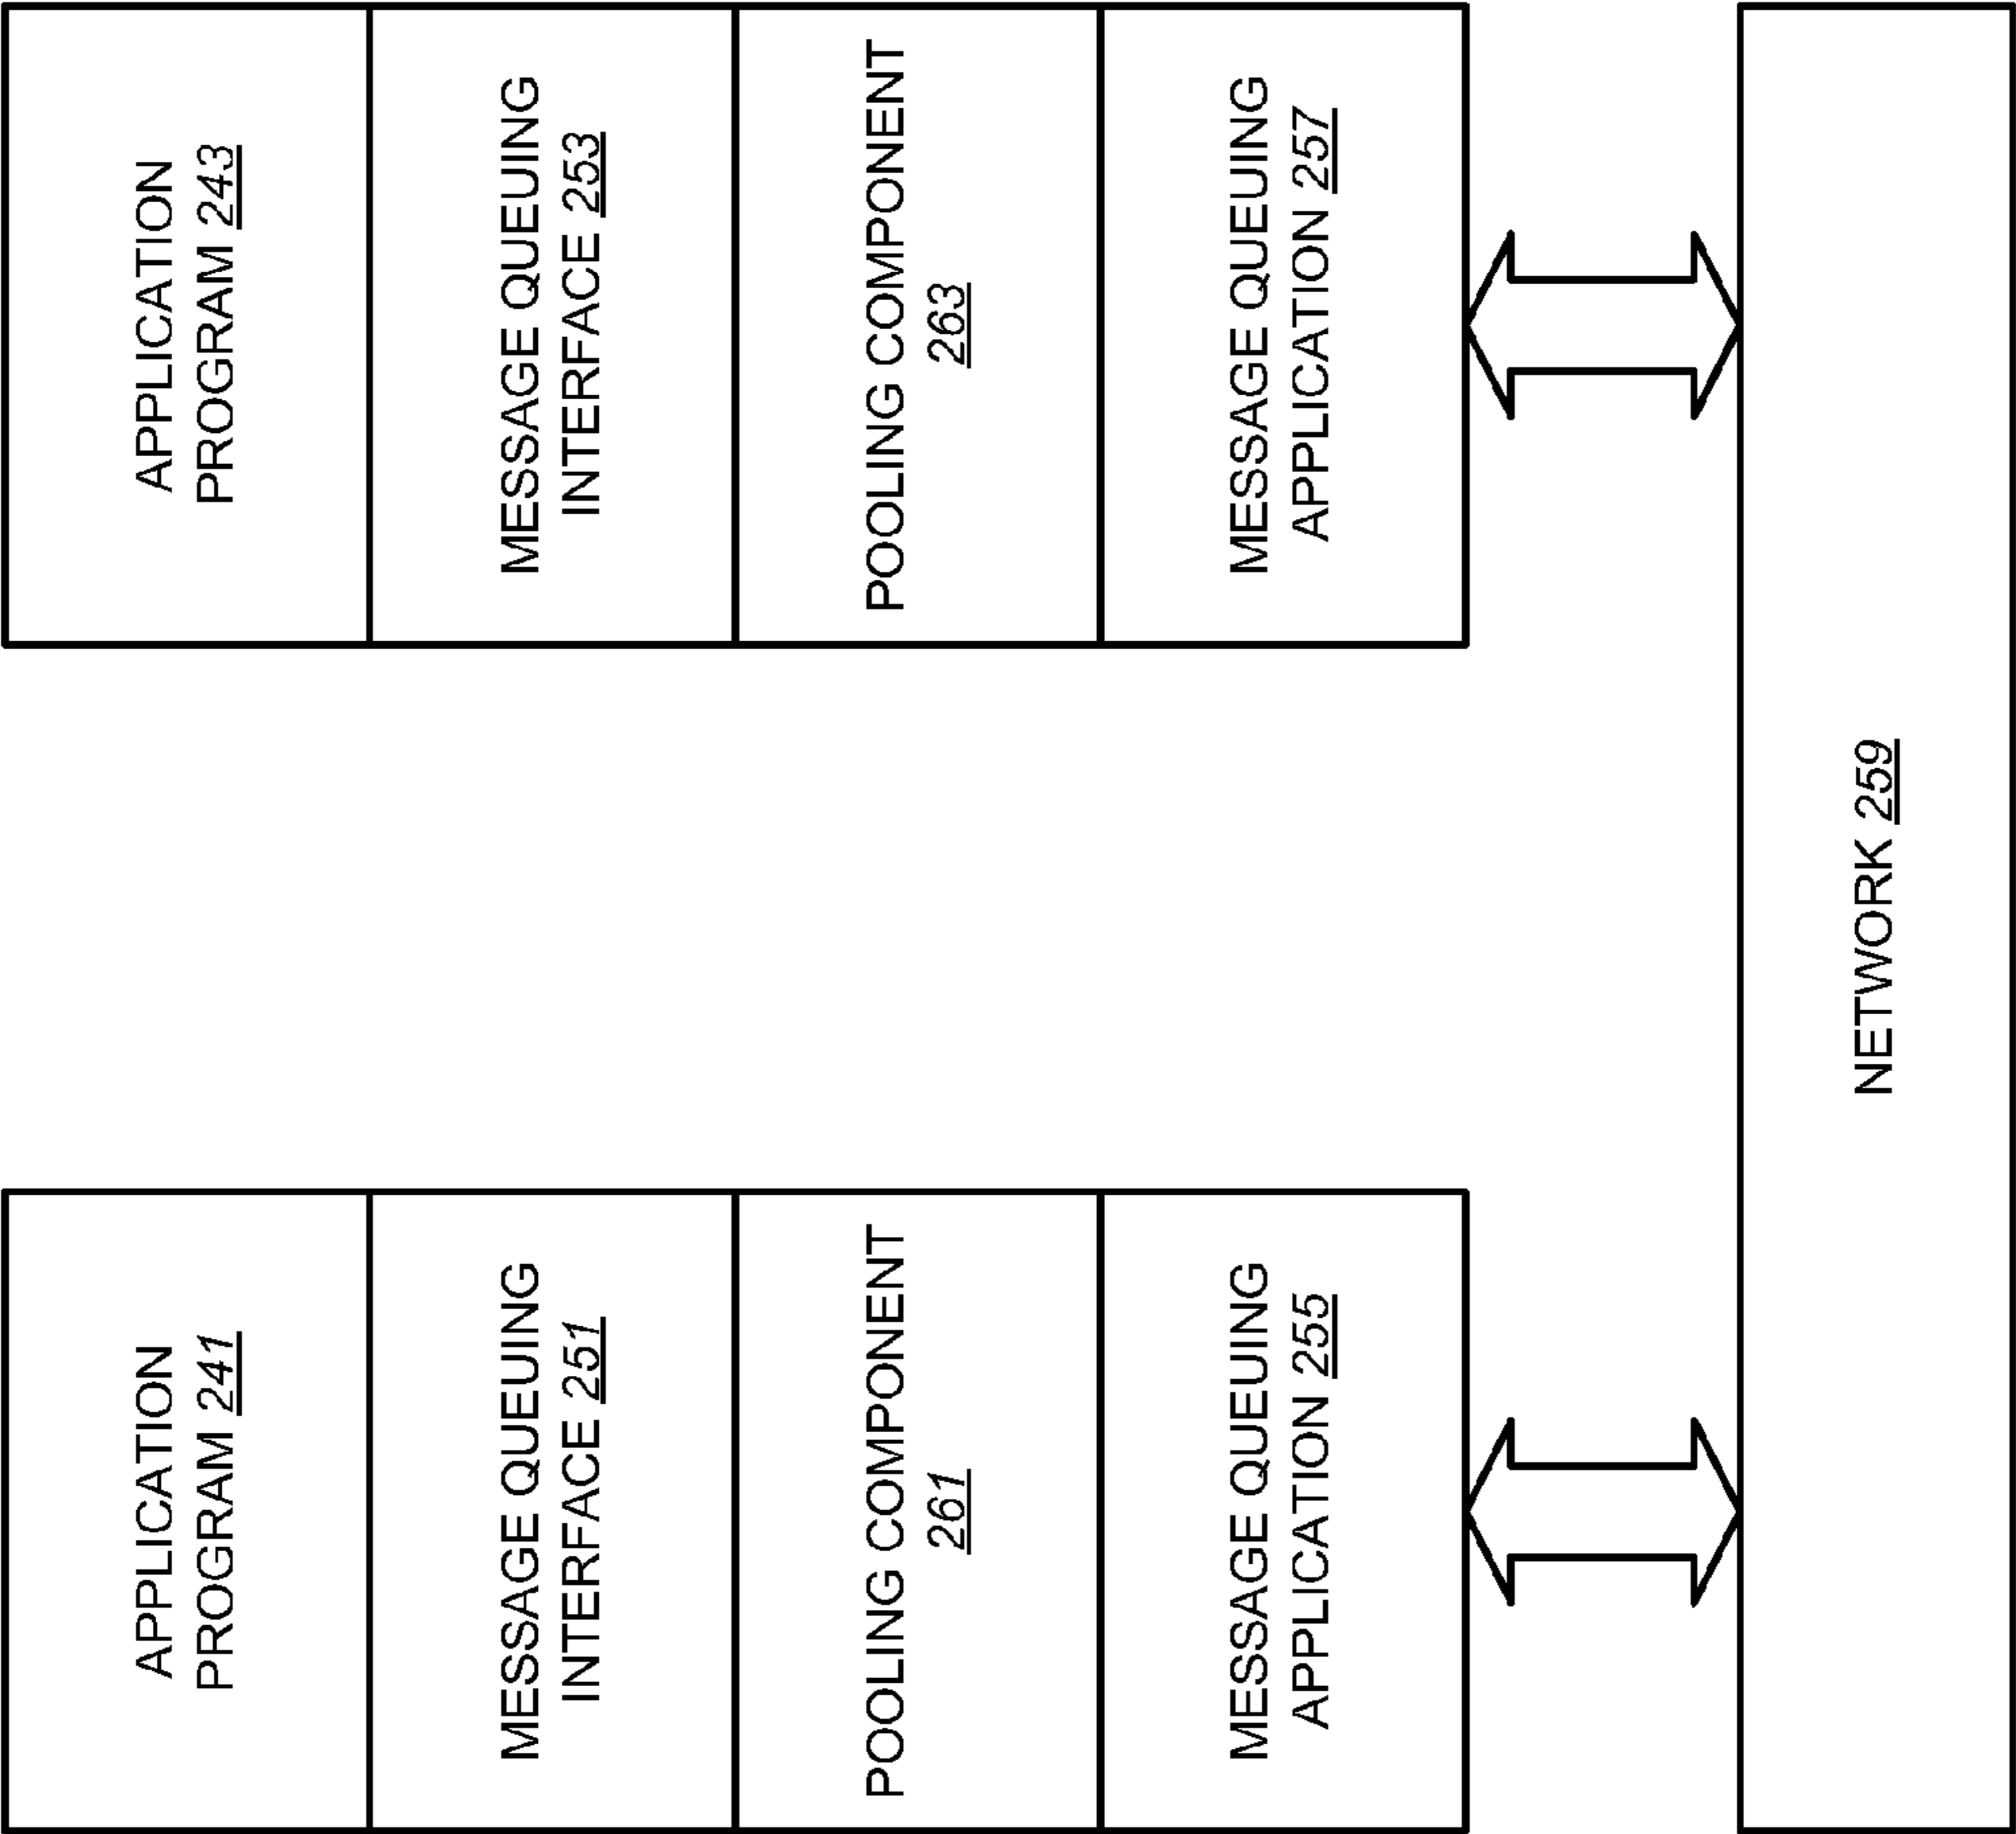 APPLICATION
PROGRAM 241
MESSAGE QUEUING
INTERFACE 251
POOLING COMPONENT
261
MESSAGE QUEUING
APPLICATION 255
APPLICATION
PROGRAM 243
MESSAGE QUEUING
INTERFACE 253
POOLING COMPONENT
263
MESSAGE QUEUING
APPLICATION 257
NETWORK 259